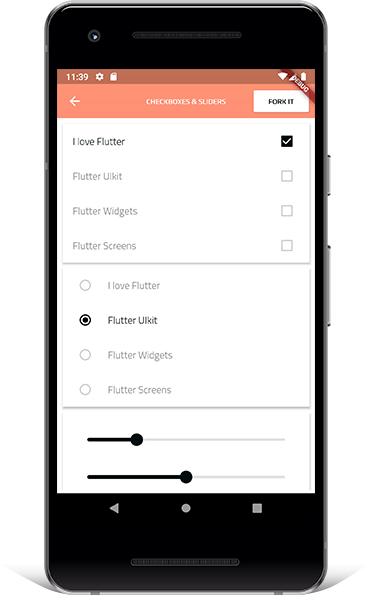 11:39
DEBUG
CHECKBOXES & SLIDERS
FORK IT
I love Flutter
Flutter UIkit
Flutter Widgets
Flutter Screens
I love Flutter
Flutter UIkit
Flutter Widgets
Flutter Screens